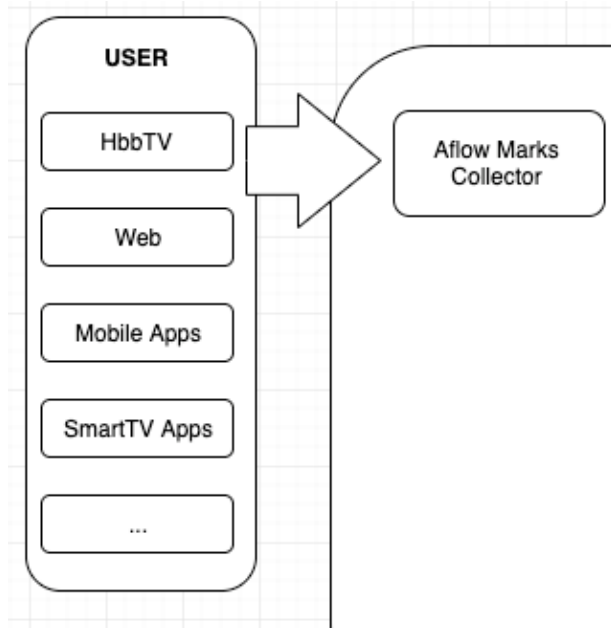 USER
HbbTV
Web
Mobile Apps
SmartTV Apps
...
Aflow Marks
Collector